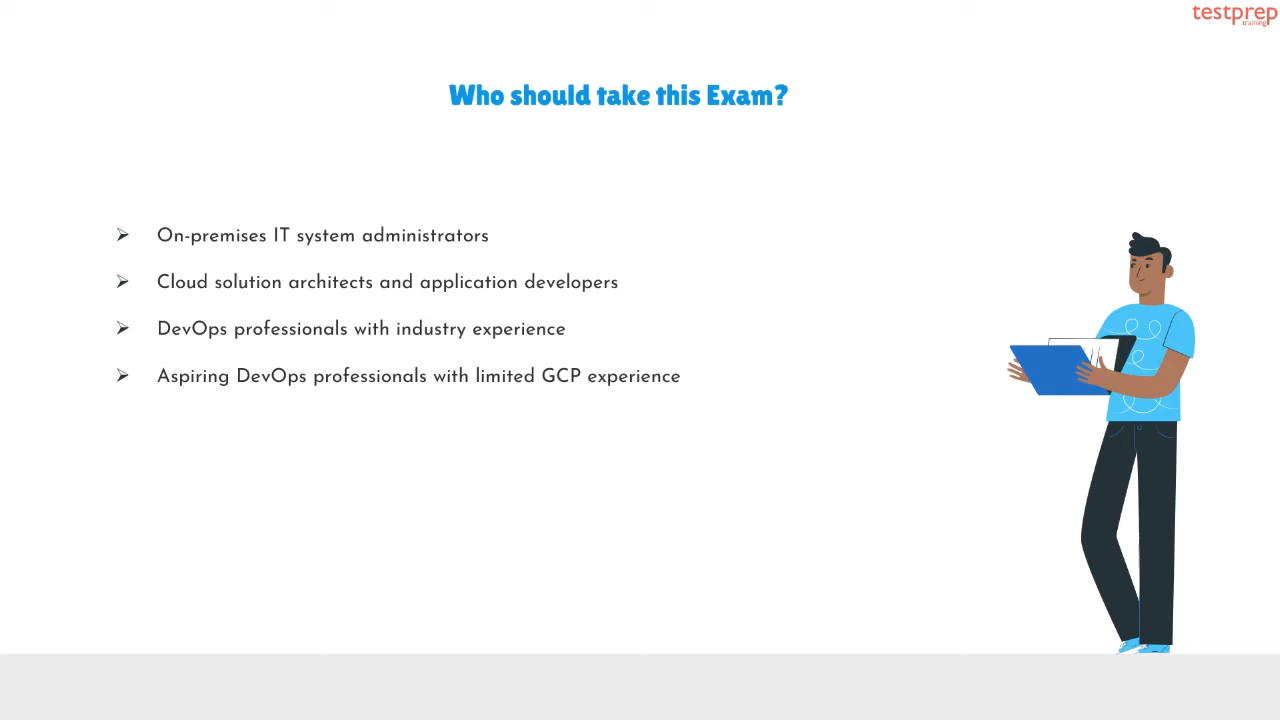 testprep
training
Who should take this Exam?
➢ On-premises IT system administrators
➢ Cloud solution architects and application developers
➢ DevOps professionals with industry experience
➢ Aspiring DevOps professionals with limited GCP experience